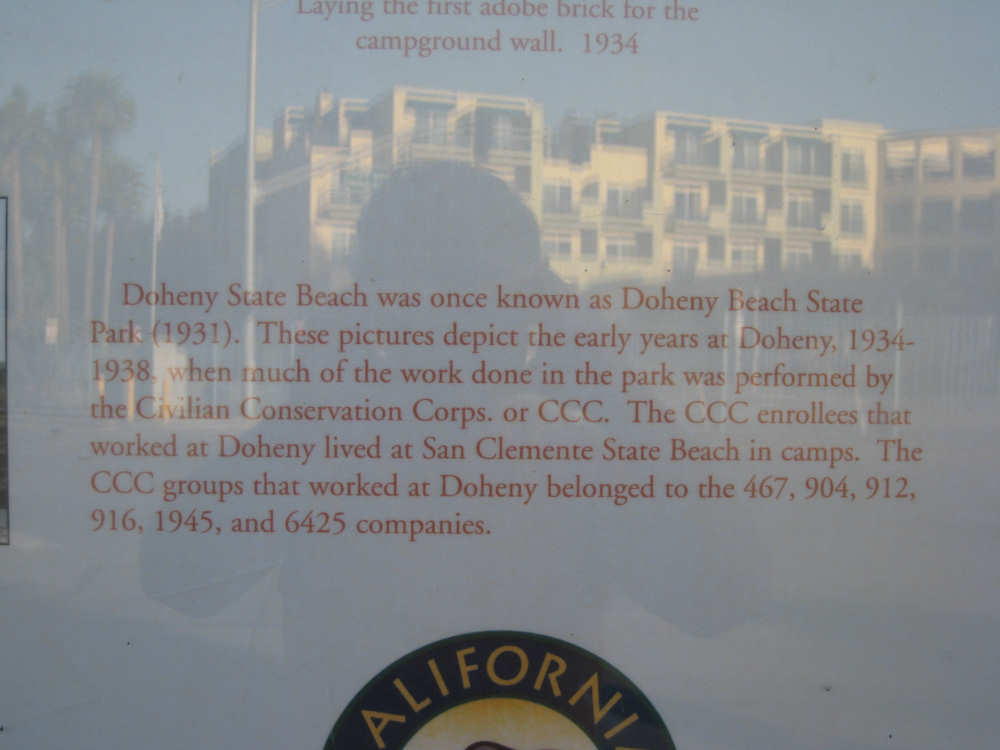 Laying the first adobe brick for the
campground wall.  1934
Doheny State Beach was once known as Doheny Beach State
Park (1931).  These pictures depict the early years at Doheny, 1934-
1938, when much of the work done in the park was performed by
the Civilian Conservation Corps. or CCC.  The CCC enrollees that
worked at Doheny lived at San Clemente State Beach in camps.  The
CCC groups that worked at Doheny belonged to the 467, 904, 912,
916, 1945, and 6425 companies.
ALIFORNI